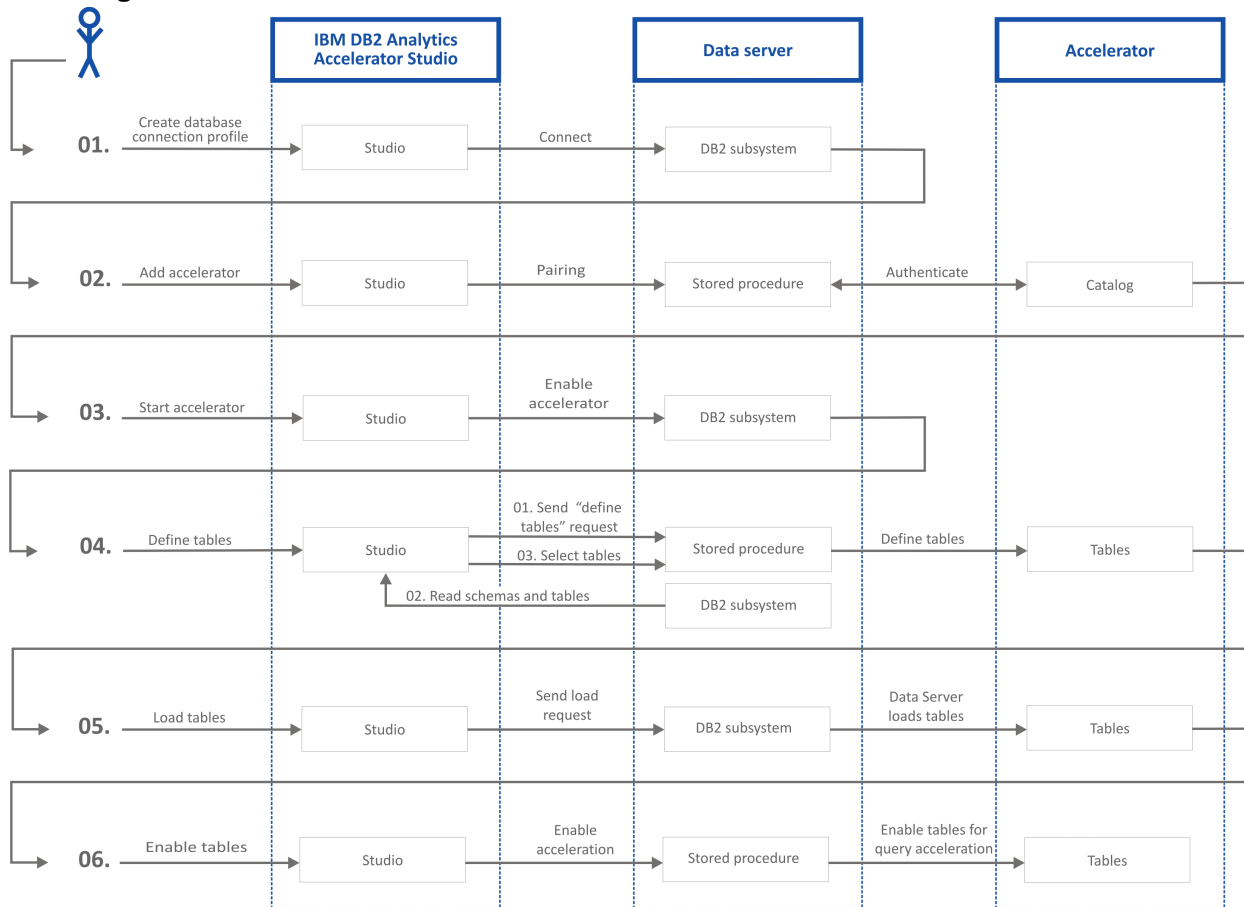 IBM DB2 Analytics
Accelerator Studio
Data server
Accelerator
Create database
connection profile
01.
Studio
Connect
DB2 subsystem
02.
Add accelerator
Studio
Pairing
Stored procedure
Authenticate
Catalog
03.
Start accelerator
Studio
Enable
accelerator
DB2 subsystem
04.
Define tables
Studio
01. Send “define
tables” request
03. Select tables
02. Read schemas and tables
Stored procedure
DB2 subsystem
Define tables
Tables
05.
Load tables
Studio
Send load
request
DB2 subsystem
Data Server
loads tables
Tables
06.
Enable tables
Studio
Enable
acceleration
Stored procedure
Enable tables for
query acceleration
Tables